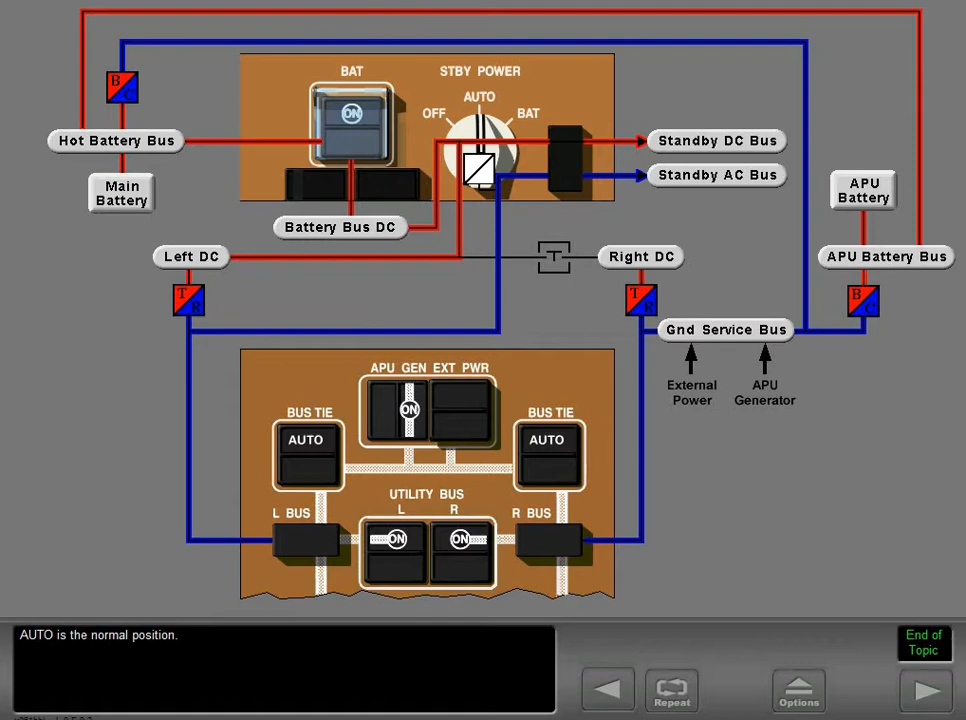 BAT
STBY POWER
AUTO
OFF
BAT
ON
B
C
Hot Battery Bus
Standby DC Bus
Standby AC Bus
Main
Battery
APU
Battery
Battery Bus DC
Left DC
T
Right DC
APU Battery Bus
T
R
T
R
B
C
Gnd Service Bus
External
Power
APU
Generator
APU GEN EXT PWR
ON
BUS TIE
BUS TIE
AUTO
AUTO
UTILITY BUS
L R
L BUS
R BUS
ON
ON
AUTO is the normal position.
End of
Topic
Repeat
Options